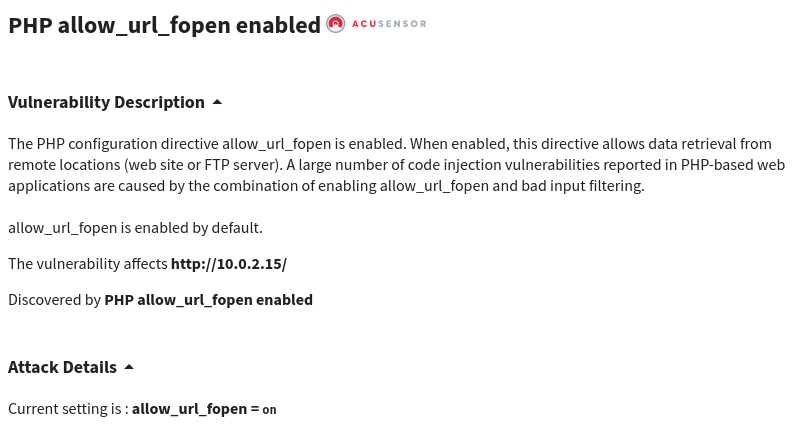 PHP allow_url_fopen enabled ACUSENSOR
Vulnerability Description
The PHP configuration directive allow_url_fopen is enabled. When enabled, this directive allows data retrieval from
remote locations (web site or FTP server). A large number of code injection vulnerabilities reported in PHP-based web
applications are caused by the combination of enabling allow_url_fopen and bad input filtering.
allow_url_fopen is enabled by default.
The vulnerability affects http://10.0.2.15/
Discovered by PHP allow_url_fopen enabled
Attack Details
Current setting is : allow_url_fopen = on